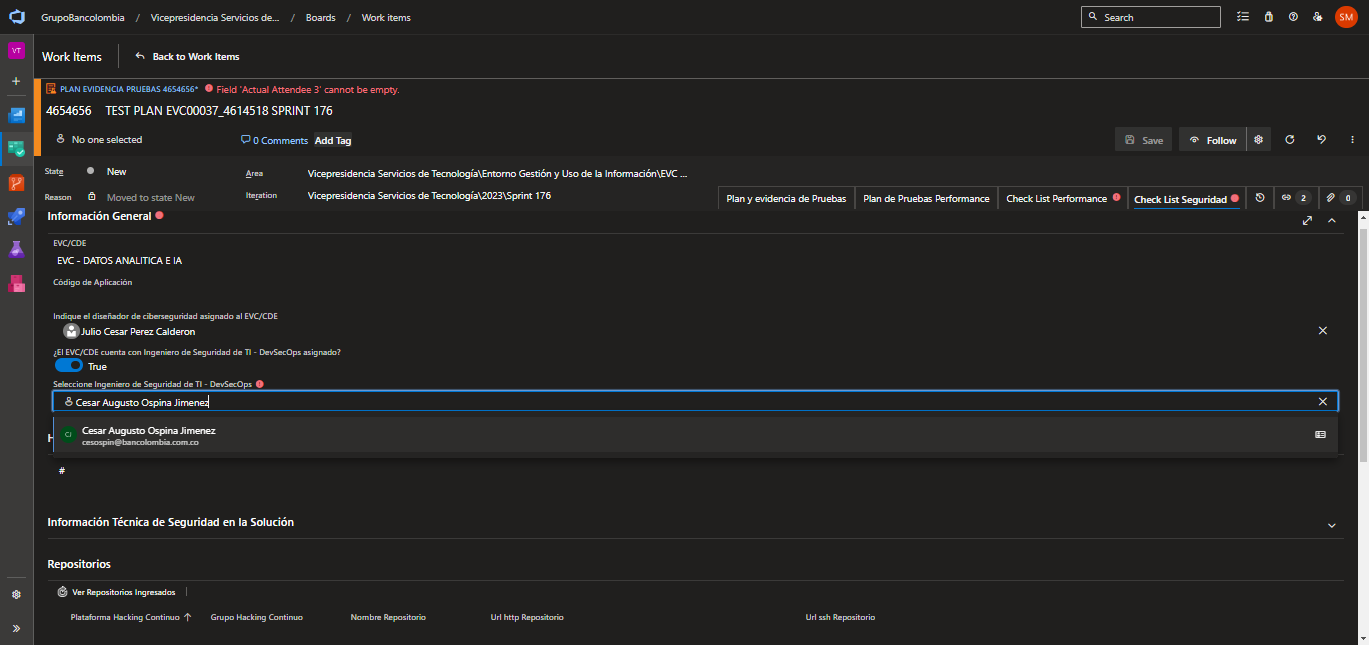 GrupoBancolombia / Vicepresidencia Servicios de... / Boards / Work items
Search
SM
VT
Work Items
Back to Work Items
PLAN EVIDENCIA PRUEBAS 4654656*
Field 'Actual Attendee 3' cannot be empty.
4654656 TEST PLAN EVC00037_4614518 SPRINT 176
No one selected
0 Comments
Add Tag
Save
Follow
State
New
Area
Vicepresidencia Servicios de Tecnología\Entorno Gestión y Uso de la Información\EVC ...
Reason
Moved to state New
Iteration
Vicepresidencia Servicios de Tecnología\2023\Sprint 176
Plan y evidencia de Pruebas
Plan de Pruebas Performance
Check List Performance
Check List Seguridad
2
0
Información General
EVC/CDE
EVC - DATOS ANALITICA E IA
Código de Aplicación
Indique el diseñador de ciberseguridad asignado al EVC/CDE
Julio Cesar Perez Calderon
¿El EVC/CDE cuenta con Ingeniero de Seguridad de TI - DevSecOps asignado?
True
Seleccione Ingeniero de Seguridad de TI - DevSecOps
Cesar Augusto Ospina Jimenez
CJ
Cesar Augusto Ospina Jimenez
cesospin@bancolombia.com.co
#
Información Técnica de Seguridad en la Solución
Repositorios
Ver Repositorios Ingresados
Plataforma Hacking Continuo
Grupo Hacking Continuo
Nombre Repositorio
Url http Repositorio
Url ssh Repositorio